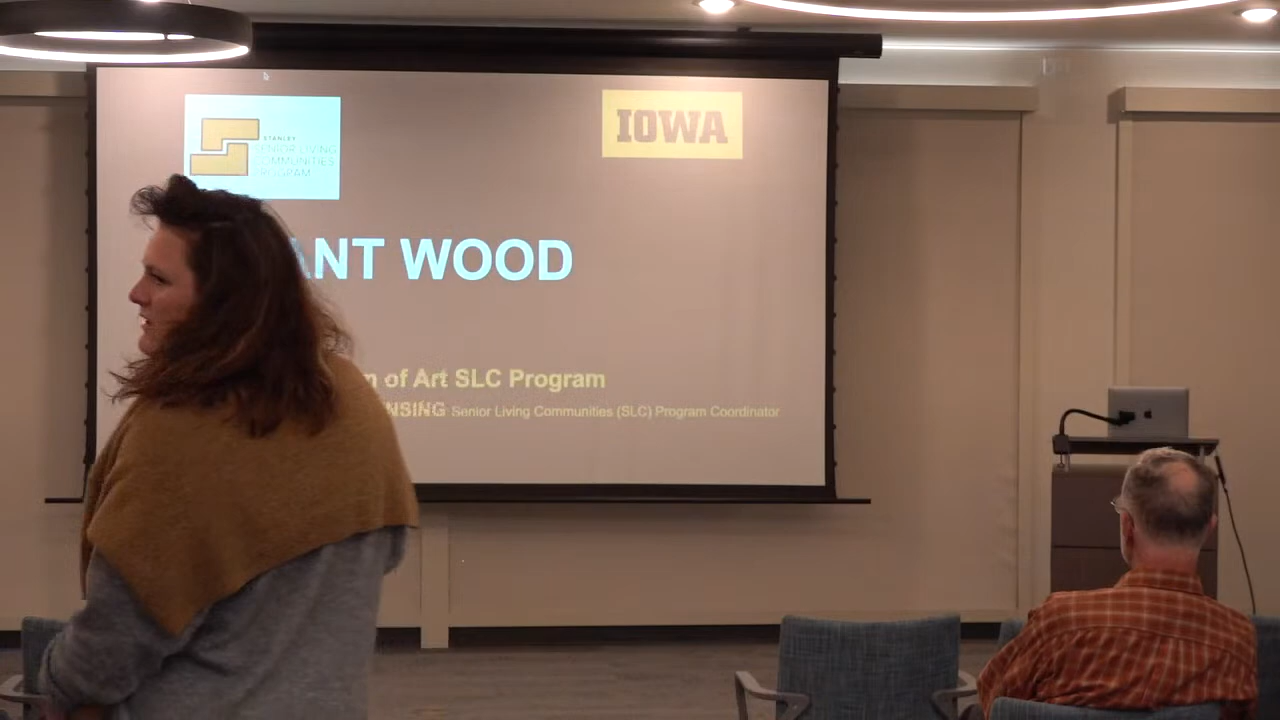 STANLEY
SENIOR LIVING
COMMUNITIES
PROGRAM
IOWA
ANT WOOD
n of Art SLC Program
NSING Senior Living Communities (SLC) Program Coordinator